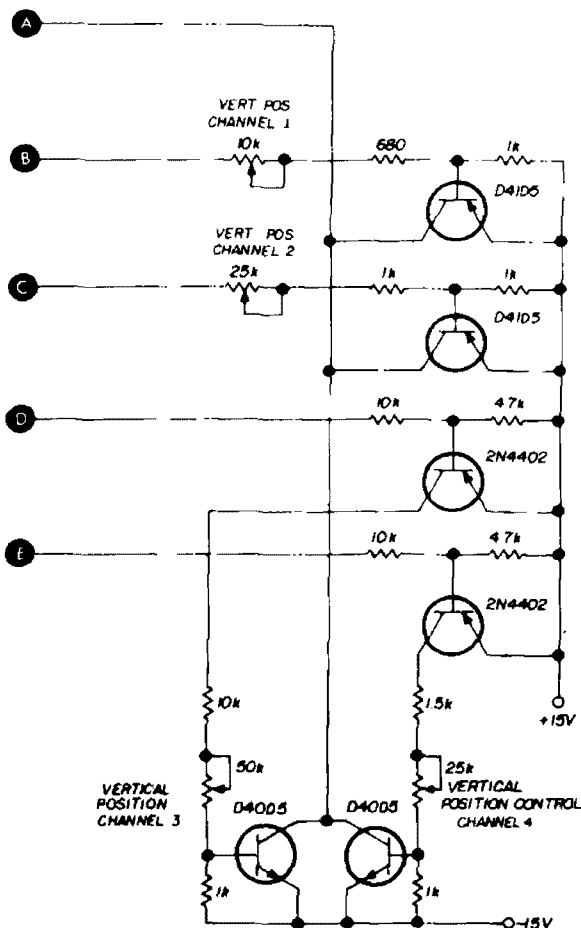 A
VERT POS
CHANNEL 1
10k
680
1k
B
D41D5
VERT POS
CHANNEL 2
25k
1k
1k
C
D41D5
10k
4.7k
D
2N4402
10k
4.7k
E
2N4402
10k
1.5k
+15V
50k
25k
VERTICAL
POSITION
CHANNEL 3
VERTICAL
POSITION CONTROL
CHANNEL 4
D40D5
D40D5
1k
1k
-15V